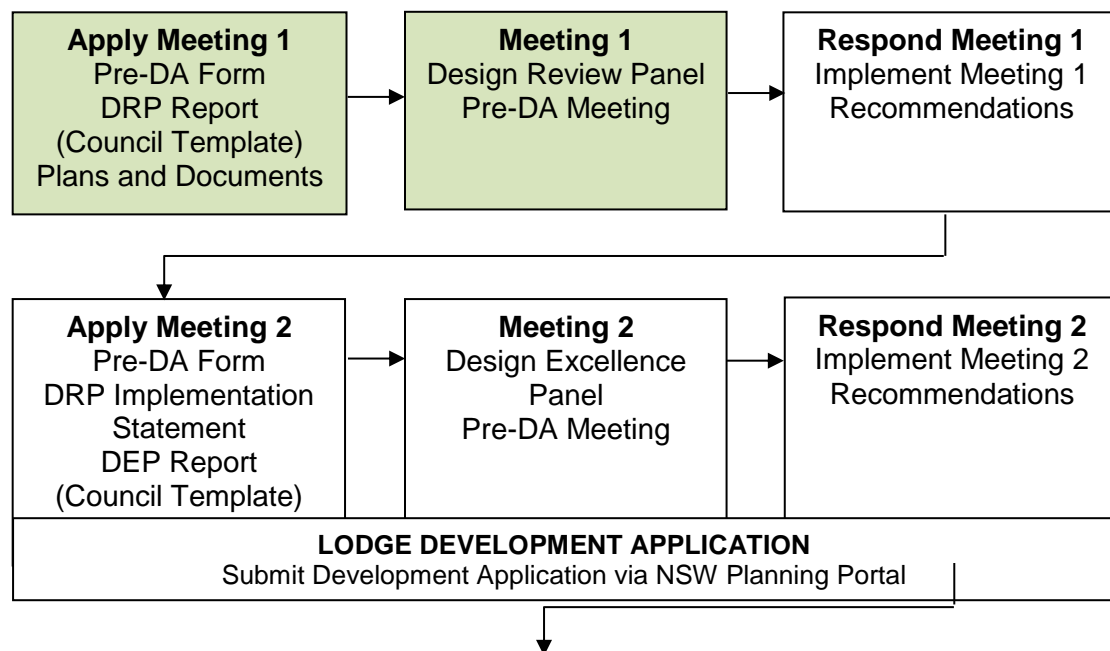 Apply Meeting 1
Pre-DA Form
DRP Report
(Council Template)
Plans and Documents
Meeting 1
Design Review Panel
Pre-DA Meeting
Respond Meeting 1
Implement Meeting 1
Recommendations
Apply Meeting 2
Pre-DA Form
DRP Implementation
Statement
DEP Report
(Council Template)
Meeting 2
Design Excellence
Panel
Pre-DA Meeting
Respond Meeting 2
Implement Meeting 2
Recommendations
LODGE DEVELOPMENT APPLICATION
Submit Development Application via NSW Planning Portal